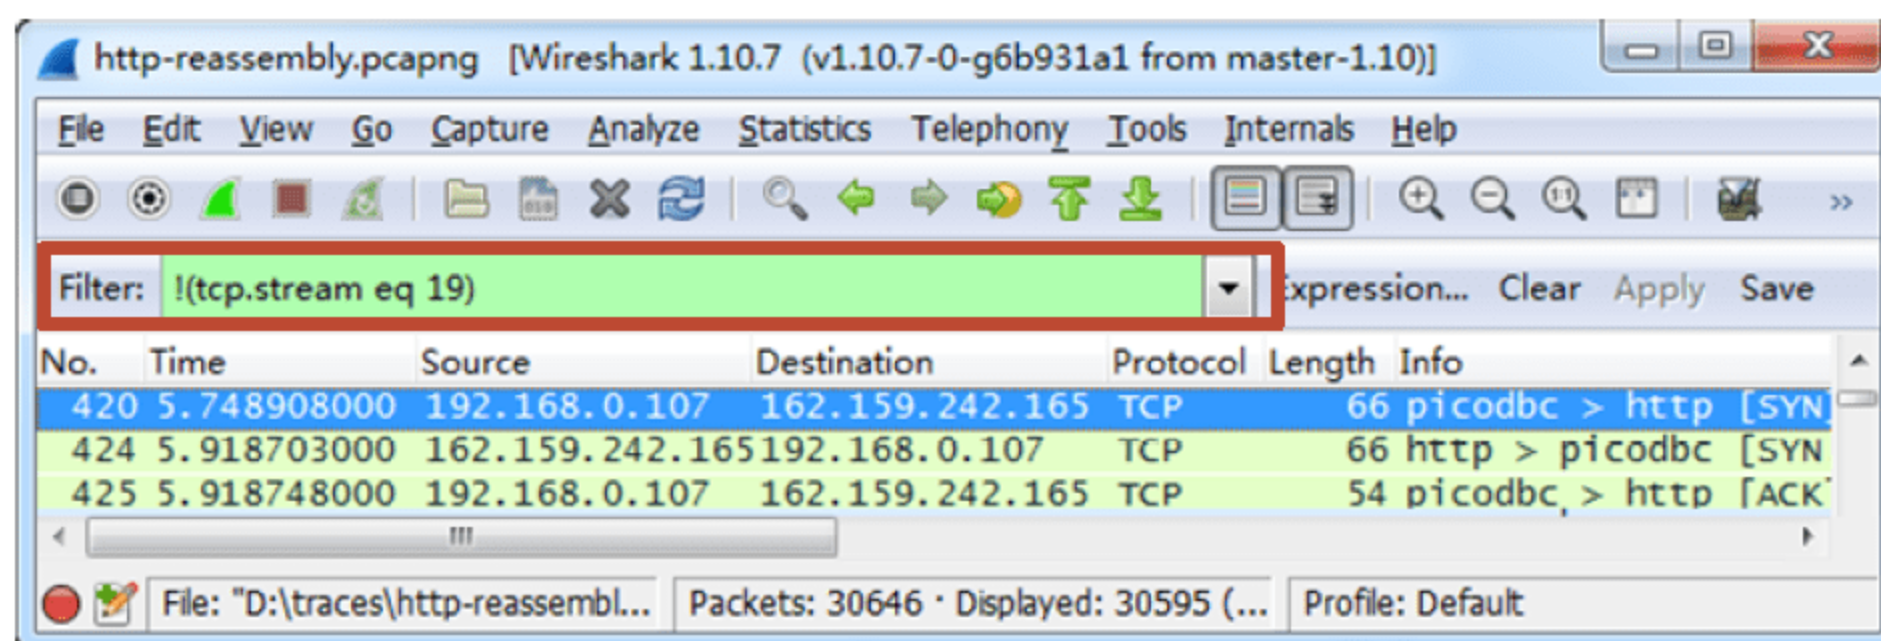 http-reassembly.pcapng [Wireshark 1.10.7 (v1.10.7-0-g6b931a1 from master-1.10)]
File Edit View Go Capture Analyze Statistics Telephony Tools Internals Help
Filter: !(tcp.stream eq 19) xpression... Clear Apply Save
No. Time Source Destination Protocol Length Info
420 5.748908000 192.168.0.107 162.159.242.165 TCP 66 picodbc > http [SYN]
424 5.918703000 162.159.242.165 192.168.0.107 TCP 66 http > picodbc [SYN
425 5.918748000 192.168.0.107 162.159.242.165 TCP 54 picodbc > http [ACK]
File: "D:\traces\http-reassembl... Packets: 30646 · Displayed: 30595 (... Profile: Default